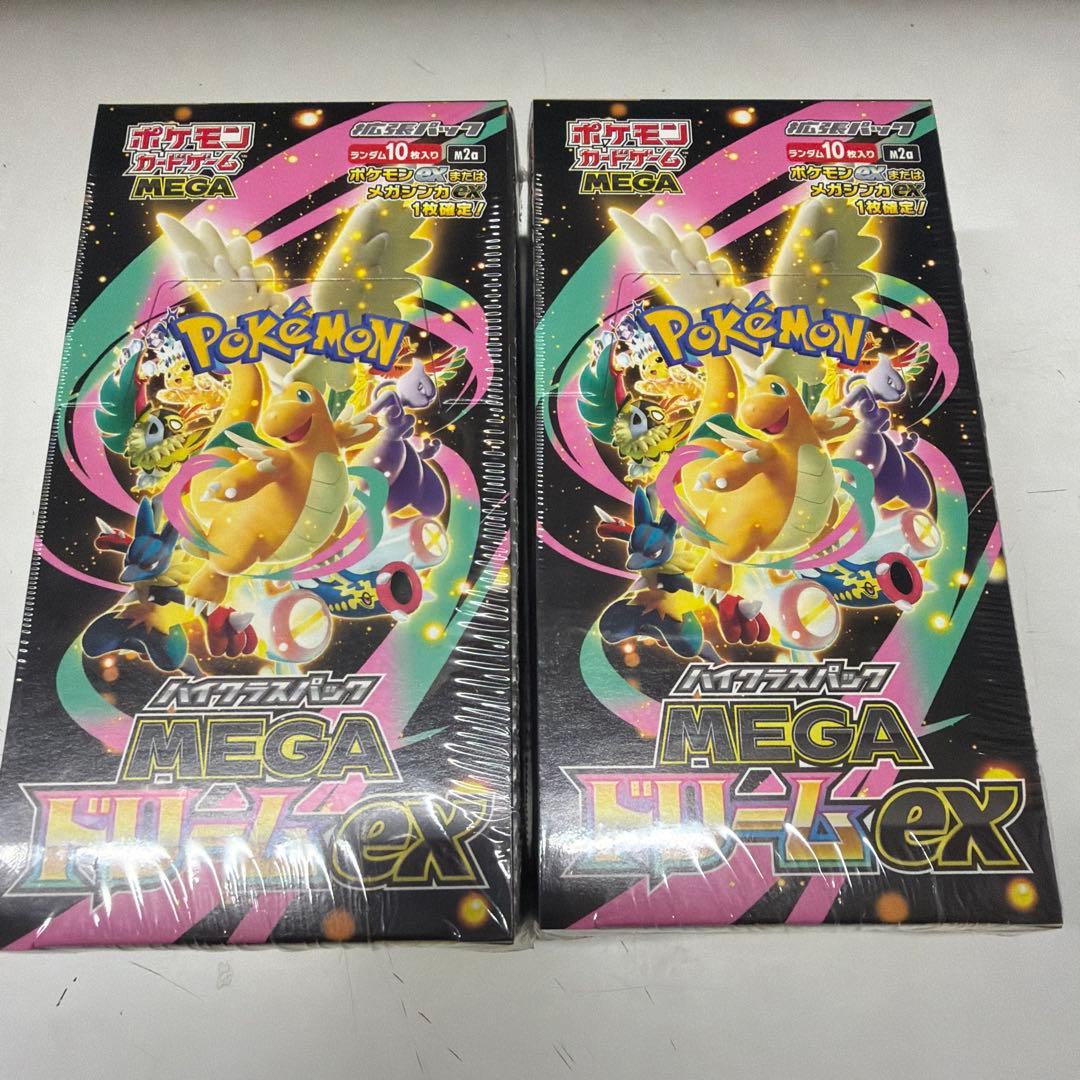 ポケモン
カードゲーム
MEGA
拡張パック
ランダム10枚入り M2a
ポケモンexまたは
メガシンカex
1枚確定!
POKéMON
TM
ハイクラスパック
MEGA
ドリームex
ポケモン
カードゲーム
MEGA
拡張パック
ランダム10枚入り M2a
ポケモンexまたは
メガシンカex
1枚確定!
POKéMON
TM
ハイクラスパック
MEGA
ドリームex